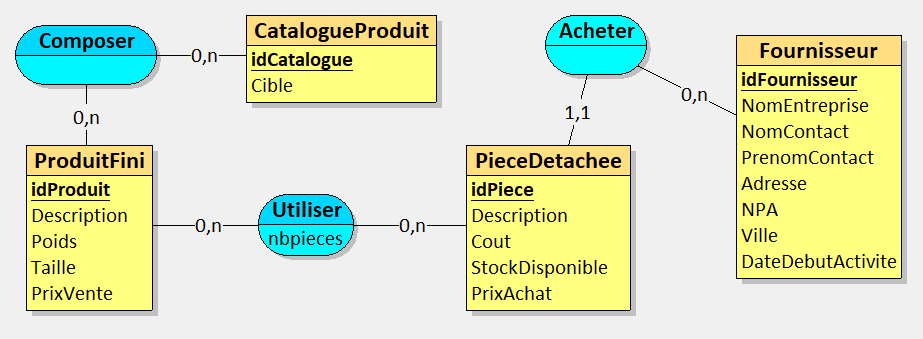 Composer
0,n
CatalogueProduit
idCatalogue
Cible
Acheter
0,n
Fournisseur
idFournisseur
NomEntreprise
NomContact
PrenomContact
Adresse
NPA
Ville
DateDebutActivite
0,n
1,1
ProduitFini
idProduit
Description
Poids
Taille
PrixVente
0,n
Utiliser
nbpieces
0,n
PieceDetachee
idPiece
Description
Cout
StockDisponible
PrixAchat